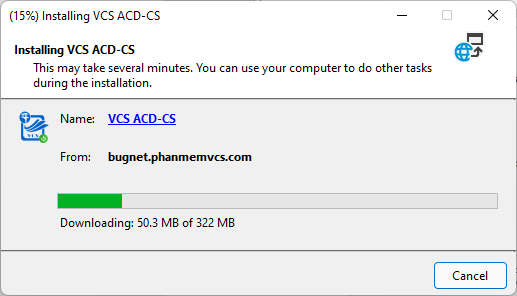 (15%) Installing VCS ACD-CS
Installing VCS ACD-CS
This may take several minutes. You can use your computer to do other tasks
during the installation.
VCS
Name: VCS ACD-CS
From: bugnet.phanmemvcs.com
Downloading: 50.3 MB of 322 MB
Cancel